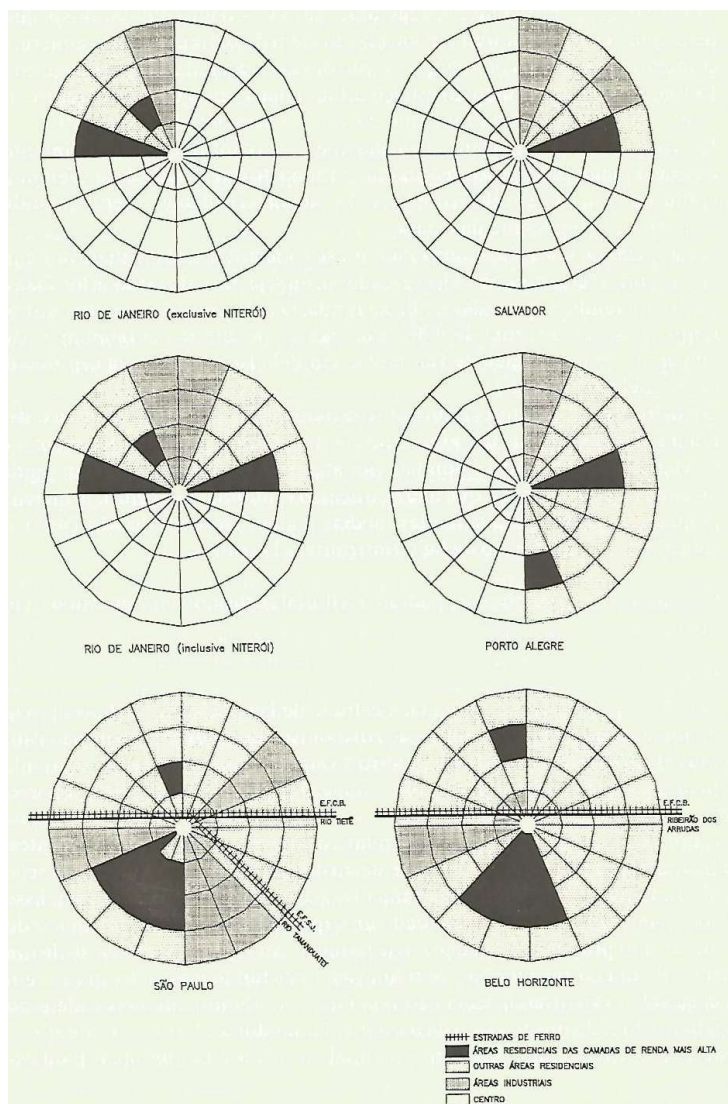 RIO DE JANEIRO (exclusive NITERÓI)
SALVADOR
RIO DE JANEIRO (inclusive NITERÓI)
PORTO ALEGRE
E.F.C.B.
RIO TIETÊ
E.F.S.J.
RIO TAMANDUATEÍ
SÃO PAULO
E.F.C.B.
RIBEIRÃO DOS
ARRUDAS
BELO HORIZONTE
ESTRADAS DE FERRO
ÁREAS RESIDENCIAIS DAS CAMADAS DE RENDA MAIS ALTA
OUTRAS ÁREAS RESIDENCIAIS
ÁREAS INDUSTRIAIS
CENTRO